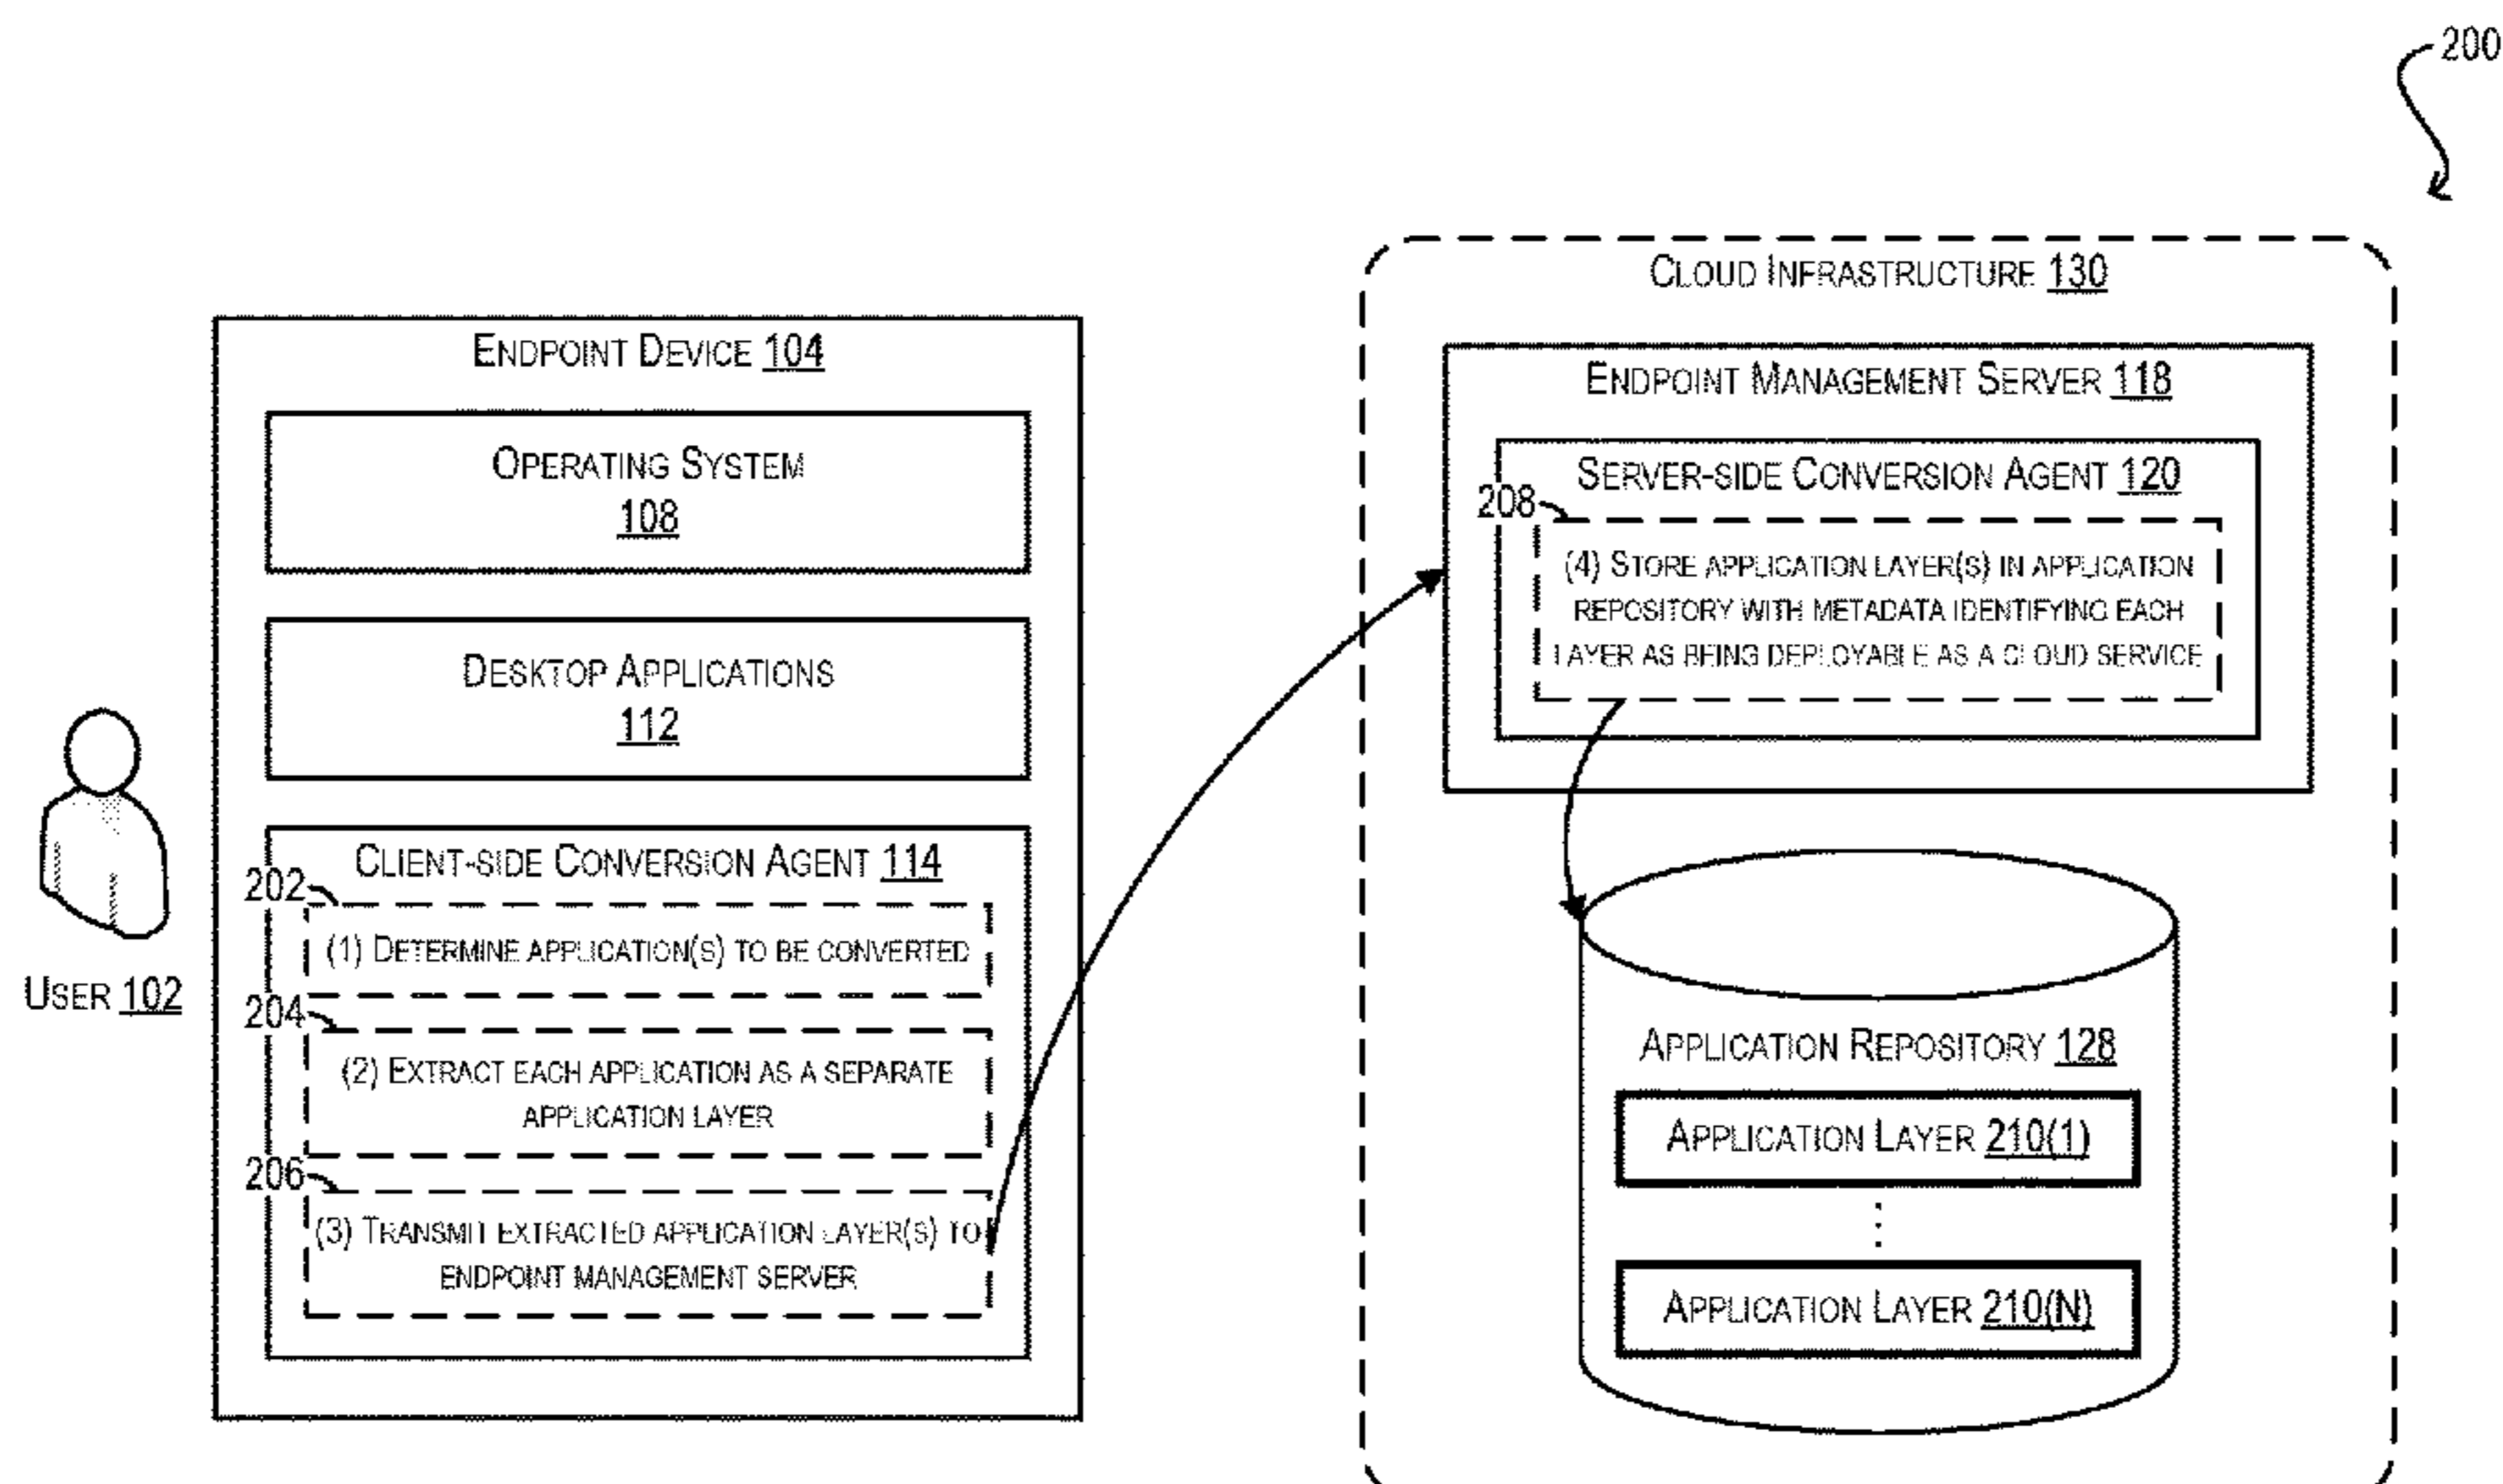 200
CLOUD INFRASTRUCTURE 130
ENDPOINT DEVICE 104
OPERATING SYSTEM
108
DESKTOP APPLICATIONS
112
CLIENT-SIDE CONVERSION AGENT 114
202
(1) DETERMINE APPLICATION(S) TO BE CONVERTED
204
(2) EXTRACT EACH APPLICATION AS A SEPARATE
APPLICATION LAYER
206
(3) TRANSMIT EXTRACTED APPLICATION LAYER(S) TO
ENDPOINT MANAGEMENT SERVER
USER 102
ENDPOINT MANAGEMENT SERVER 118
SERVER-SIDE CONVERSION AGENT 120
208
(4) STORE APPLICATION LAYER(S) IN APPLICATION
REPOSITORY WITH METADATA IDENTIFYING EACH
LAYER AS BEING DEPLOYABLE AS A CLOUD SERVICE
APPLICATION REPOSITORY 128
APPLICATION LAYER 210(1)
⋮
APPLICATION LAYER 210(N)